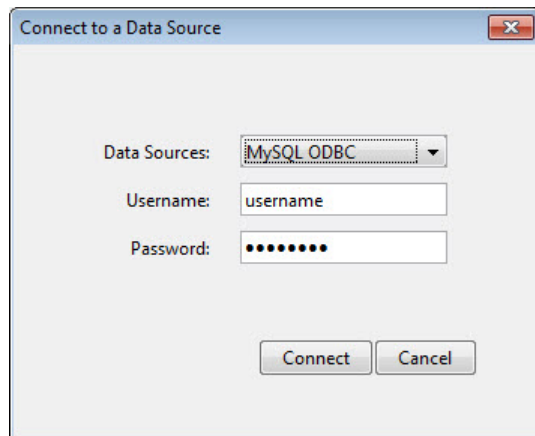 Connect to a Data Source
Data Sources: MySQL ODBC
Username: username
Password: ●●●●●●●●
Connect Cancel